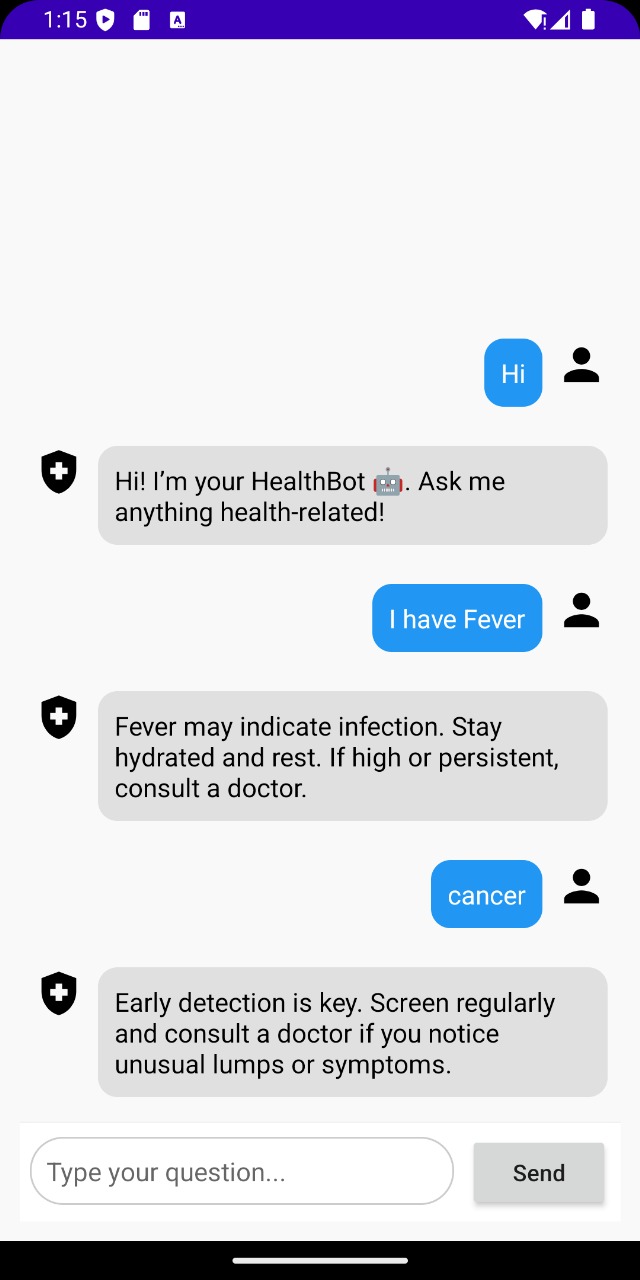 1:15
Hi
Hi! I’m your HealthBot 🤖. Ask me
anything health-related!
I have Fever
Fever may indicate infection. Stay
hydrated and rest. If high or persistent,
consult a doctor.
cancer
Early detection is key. Screen regularly
and consult a doctor if you notice
unusual lumps or symptoms.
Type your question...
Send